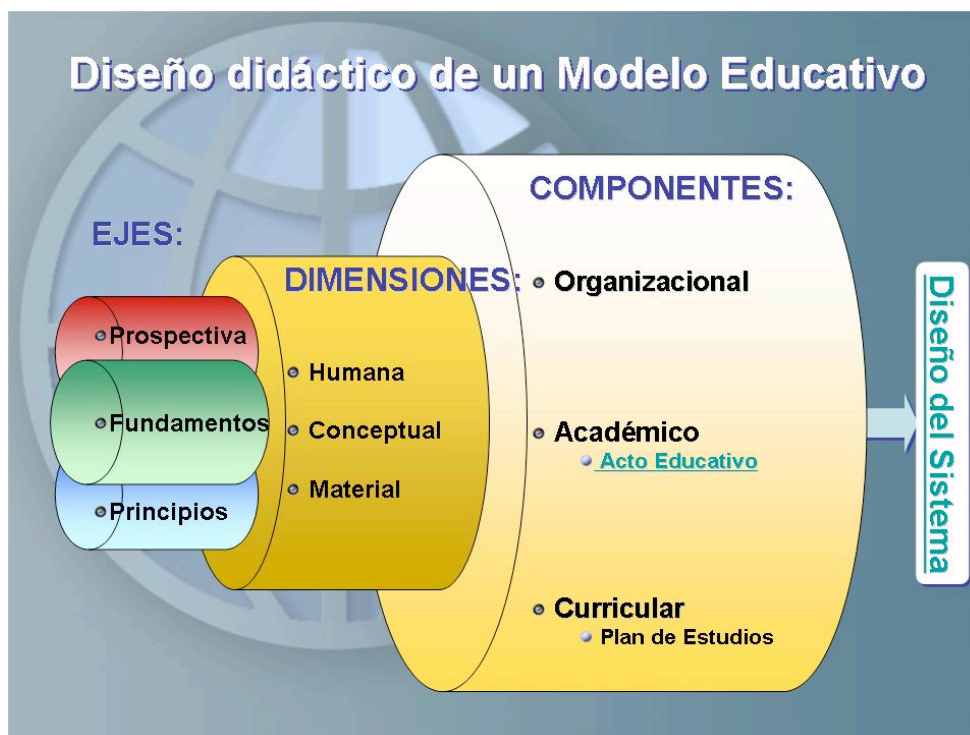 Diseño didáctico de un Modelo Educativo
EJES:
Prospectiva
Fundamentos
Principios
DIMENSIONES:
Humana
Conceptual
Material
COMPONENTES:
Organizacional
Académico
Acto Educativo
Curricular
Plan de Estudios
Diseño del Sistema